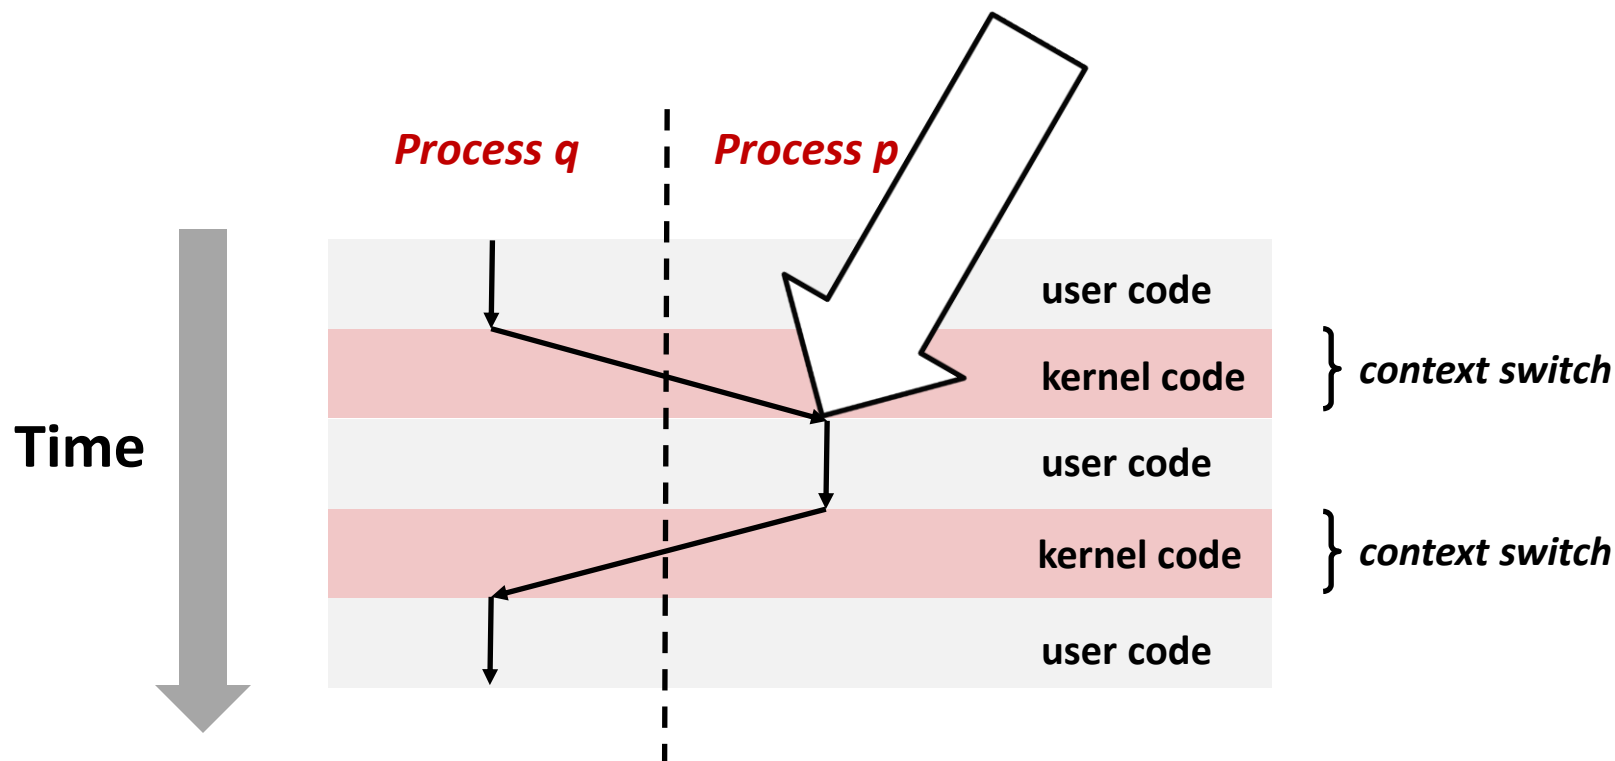 Process q
Process p
user code
kernel code
context switch
Time
user code
kernel code
context switch
user code